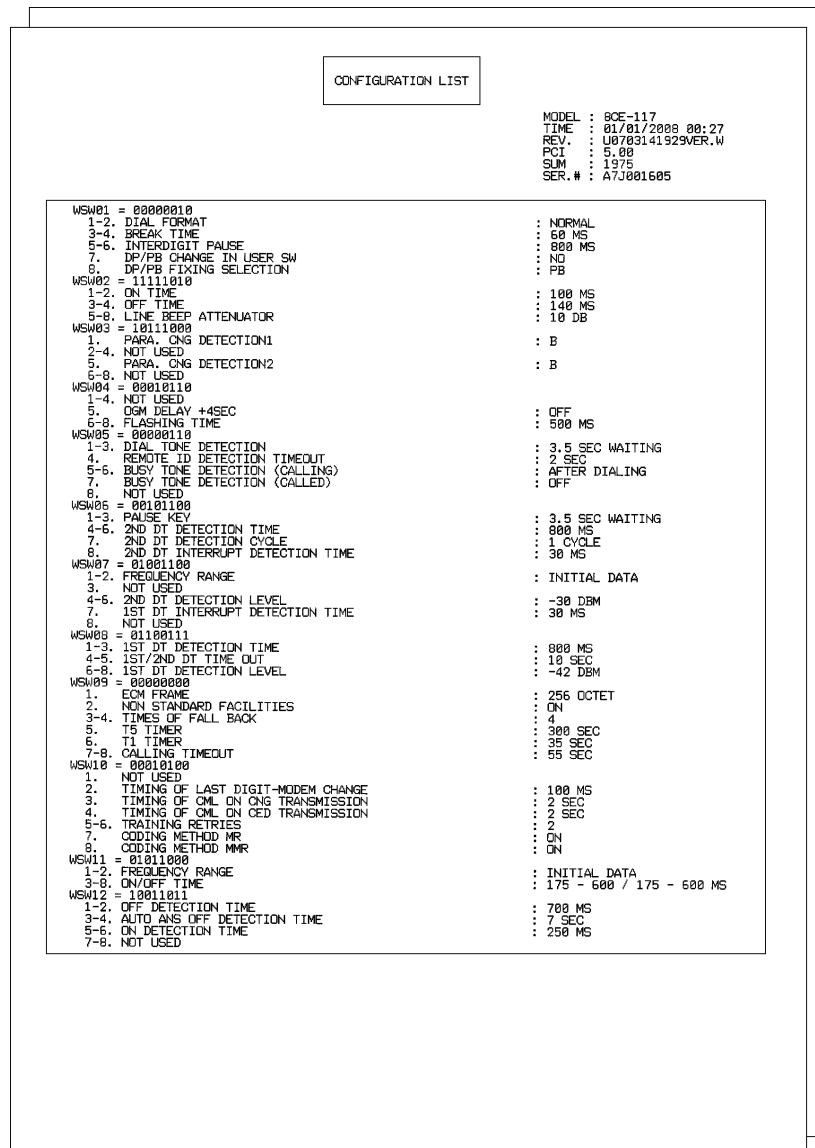 CONFIGURATION LIST
MODEL : 8CE-117
TIME : 01/01/2008 00:27
REV. : U0703141929VER.W
PCI : 5.00
SUM : 1975
SER.# : A7J001605
WSW01 = 00000010
1-2. DIAL FORMAT : NORMAL
3-4. BREAK TIME : 60 MS
5-6. INTERDIGIT PAUSE : 800 MS
7. DP/PB CHANGE IN USER SW : NO
8. DP/PB FIXING SELECTION : PB
WSW02 = 11111010
1-2. ON TIME : 100 MS
3-4. OFF TIME : 140 MS
5-8. LINE BEEP ATTENUATOR : 10 DB
WSW03 = 10111000
1. PARA. CNG DETECTION1 : B
2-4. NOT USED
5. PARA. CNG DETECTION2 : B
6-8. NOT USED
WSW04 = 00010110
1-4. NOT USED
5. OGM DELAY +4SEC : OFF
6-8. FLASHING TIME : 500 MS
WSW05 = 00000110
1-3. DIAL TONE DETECTION : 3.5 SEC WAITING
4. REMOTE ID DETECTION TIMEOUT : 2 SEC
5-6. BUSY TONE DETECTION (CALLING) : AFTER DIALING
7. BUSY TONE DETECTION (CALLED) : OFF
8. NOT USED
WSW06 = 00101100
1-3. PAUSE KEY : 3.5 SEC WAITING
4-6. 2ND DT DETECTION TIME : 800 MS
7. 2ND DT DETECTION CYCLE : 1 CYCLE
8. 2ND DT INTERRUPT DETECTION TIME : 30 MS
WSW07 = 01001100
1-2. FREQUENCY RANGE : INITIAL DATA
3. NOT USED
4-6. 2ND DT DETECTION LEVEL : -30 DBM
7. 1ST DT INTERRUPT DETECTION TIME : 30 MS
8. NOT USED
WSW08 = 01100111
1-3. 1ST DT DETECTION TIME : 800 MS
4-5. 1ST/2ND DT TIME OUT : 10 SEC
6-8. 1ST DT DETECTION LEVEL : -42 DBM
WSW09 = 00000000
1. ECM FRAME : 256 OCTET
2. NON STANDARD FACILITIES : ON
3-4. TIMES OF FALL BACK : 4
5. T5 TIMER : 300 SEC
6. T1 TIMER : 35 SEC
7-8. CALLING TIMEOUT : 55 SEC
WSW10 = 00010100
1. NOT USED
2. TIMING OF LAST DIGIT-MODEM CHANGE : 100 MS
3. TIMING OF CML ON CNG TRANSMISSION : 2 SEC
4. TIMING OF CML ON CED TRANSMISSION : 2 SEC
5-6. TRAINING RETRIES : 2
7. CODING METHOD MR : ON
8. CODING METHOD MMR : ON
WSW11 = 01011000
1-2. FREQUENCY RANGE : INITIAL DATA
3-8. ON/OFF TIME : 175 - 600 / 175 - 600 MS
WSW12 = 10011011
1-2. OFF DETECTION TIME : 700 MS
3-4. AUTO ANS OFF DETECTION TIME : 7 SEC
5-6. ON DETECTION TIME : 250 MS
7-8. NOT USED